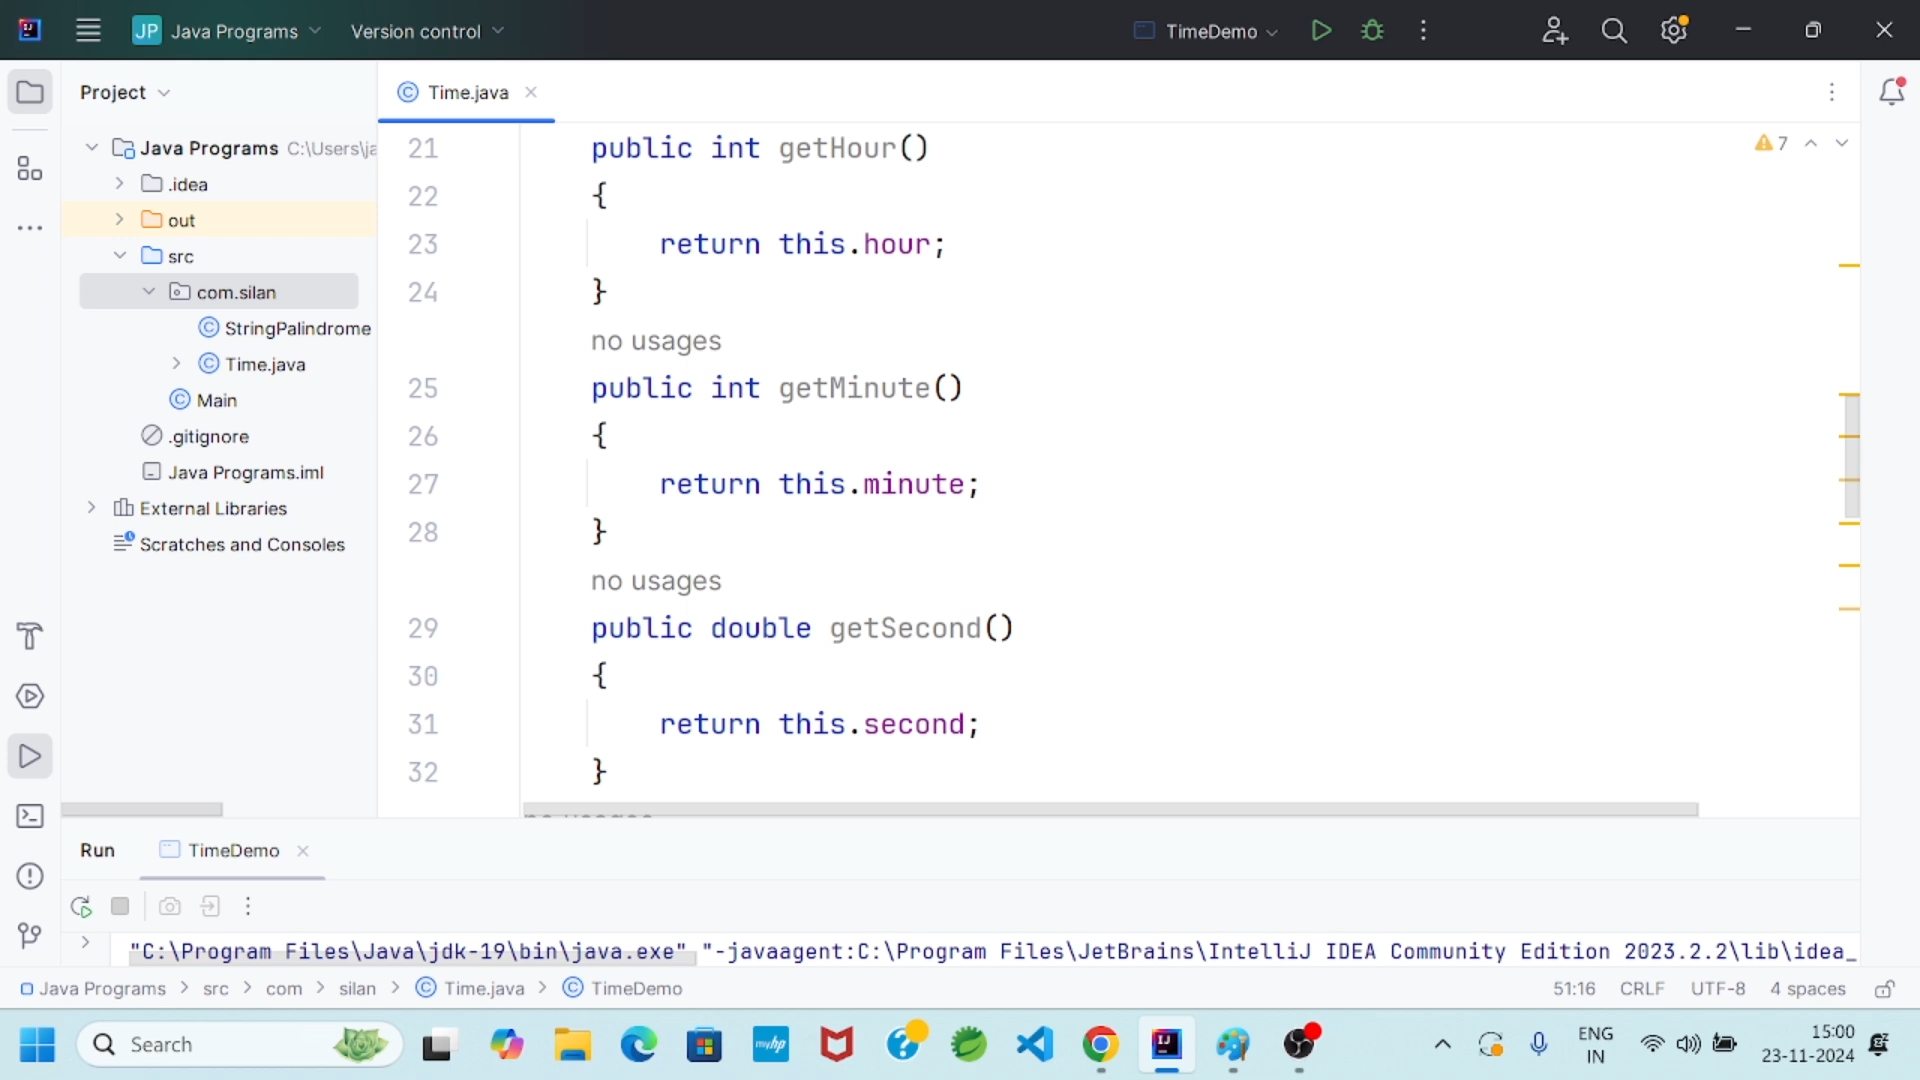 JP Java Programs Version control TimeDemo
Project
Time.java
Java Programs C:\Users\ja
.idea
out
src
com.silan
StringPalindrome
Time.java
Main
.gitignore
Java Programs.iml
External Libraries
Scratches and Consoles
7
21 public int getHour()
22 {
23 return this.hour;
24 }
no usages
25 public int getMinute()
26 {
27 return this.minute;
28 }
no usages
29 public double getSecond()
30 {
31 return this.second;
32 }
no usages
Run TimeDemo
"C:\Program Files\Java\jdk-19\bin\java.exe" "-javaagent:C:\Program Files\JetBrains\IntelliJ IDEA Community Edition 2023.2.2\lib\idea_
Java Programs > src > com > silan > Time.java > TimeDemo 51:16 CRLF UTF-8 4 spaces
Search
myhp
ENG
IN
15:00
23-11-2024